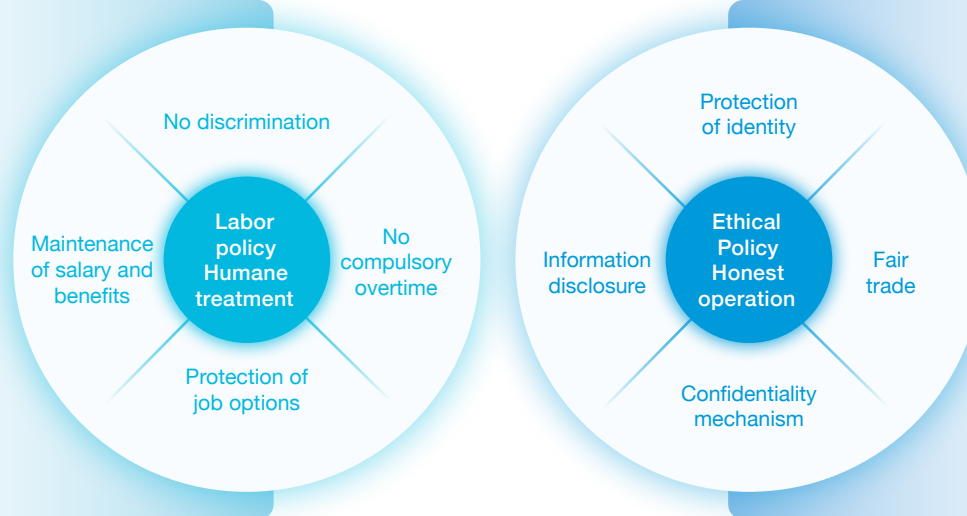 No discrimination
Maintenance
of salary and
benefits
Labor
policy
Humane
treatment
No
compulsory
overtime
Protection of
job options
Protection
of identity
Information
disclosure
Ethical
Policy
Honest
operation
Fair
trade
Confidentiality
mechanism